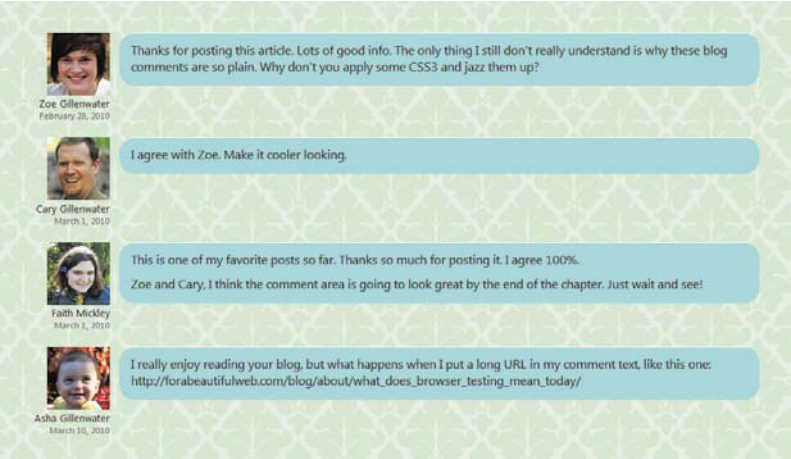 Thanks for posting this article. Lots of good info. The only thing I still don't really understand is why these blog
comments are so plain. Why don't you apply some CSS3 and jazz them up?
Zoe Gillenwater
February 28, 2010
I agree with Zoe. Make it cooler looking.
Cary Gillenwater
March 1, 2010
This is one of my favorite posts so far. Thanks so much for posting it. I agree 100%.
Zoe and Cary, I think the comment area is going to look great by the end of the chapter. Just wait and see!
Faith Mickley
March 1, 2010
I really enjoy reading your blog, but what happens when I put a long URL in my comment text, like this one:
http://forabeautifulweb.com/blog/about/what_does_browser_testing_mean_today/
Asha Gillenwater
March 10, 2010